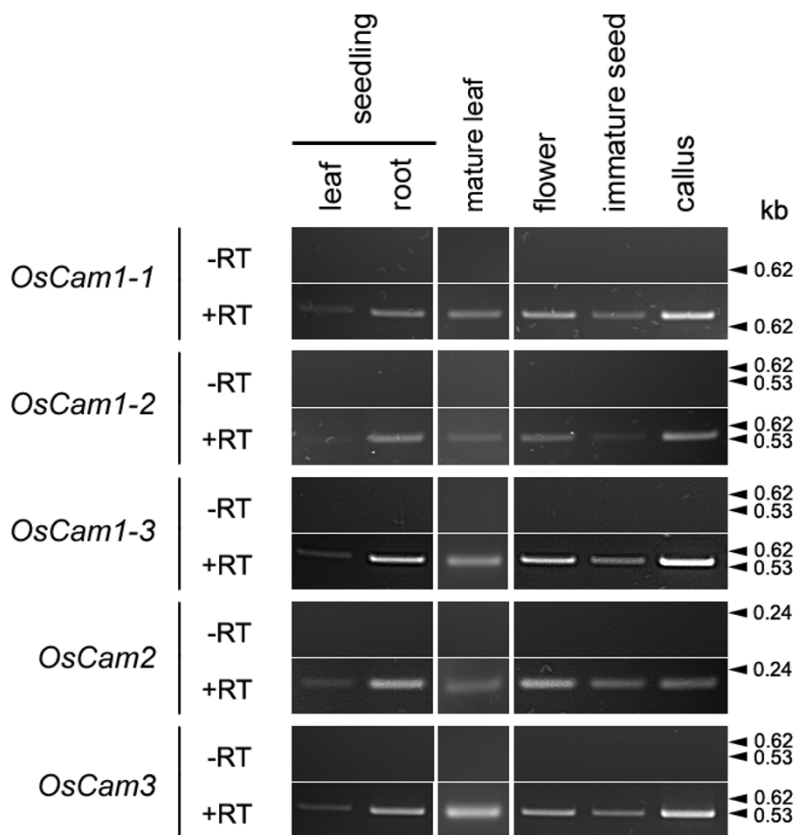 seedling
leaf
root
mature leaf
flower
immature seed
callus
kb
OsCam1-1
-RT
0.62
+RT
0.62
OsCam1-2
-RT
0.62
0.53
+RT
0.62
0.53
OsCam1-3
-RT
0.62
0.53
+RT
0.62
0.53
OsCam2
-RT
0.24
+RT
0.24
OsCam3
-RT
0.62
0.53
+RT
0.62
0.53